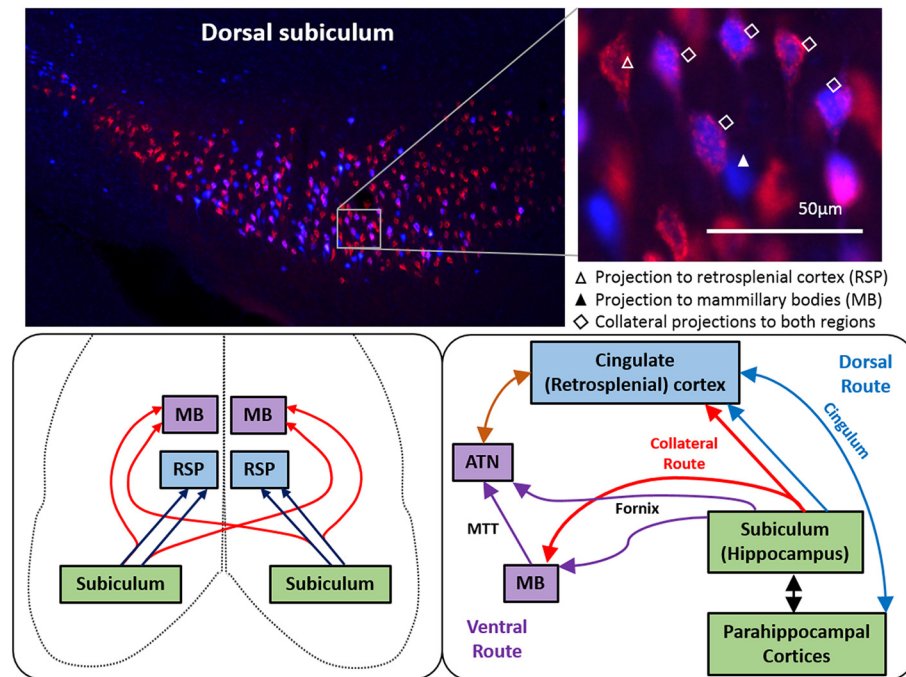 Dorsal subiculum
50µm
Projection to retrosplenial cortex (RSP)
Projection to mammillary bodies (MB)
Collateral projections to both regions
MB
MB
RSP
RSP
Subiculum
Subiculum
Cingulate
(Retrosplenial) cortex
Dorsal
Route
Cingulum
Collateral
Route
ATN
Fornix
MTT
Subiculum
(Hippocampus)
MB
Ventral
Route
Parahippocampal
Cortices